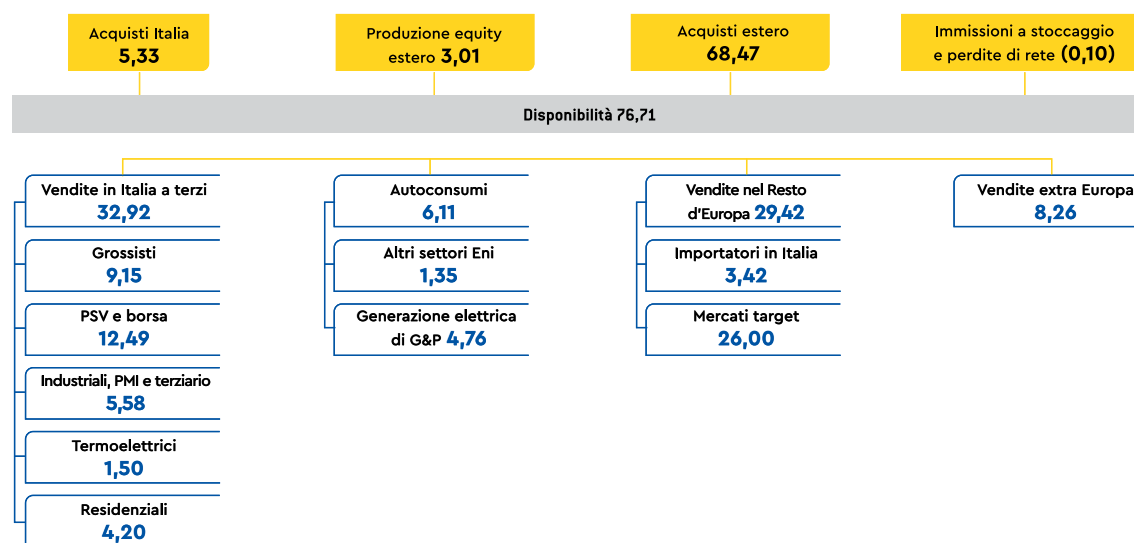 Acquisti Italia
5,33
Produzione equity
estero 3,01
Acquisti estero
68,47
Immissioni a stoccaggio
e perdite di rete (0,10)
Disponibilità 76,71
Vendite in Italia a terzi
32,92
Grossisti
9,15
PSV e borsa
12,49
Industriali, PMI e terziario
5,58
Termoelettrici
1,50
Residenziali
4,20
Autoconsumi
6,11
Altri settori Eni
1,35
Generazione elettrica
di G&P 4,76
Vendite nel Resto
d'Europa 29,42
Importatori in Italia
3,42
Mercati target
26,00
Vendite extra Europa
8,26